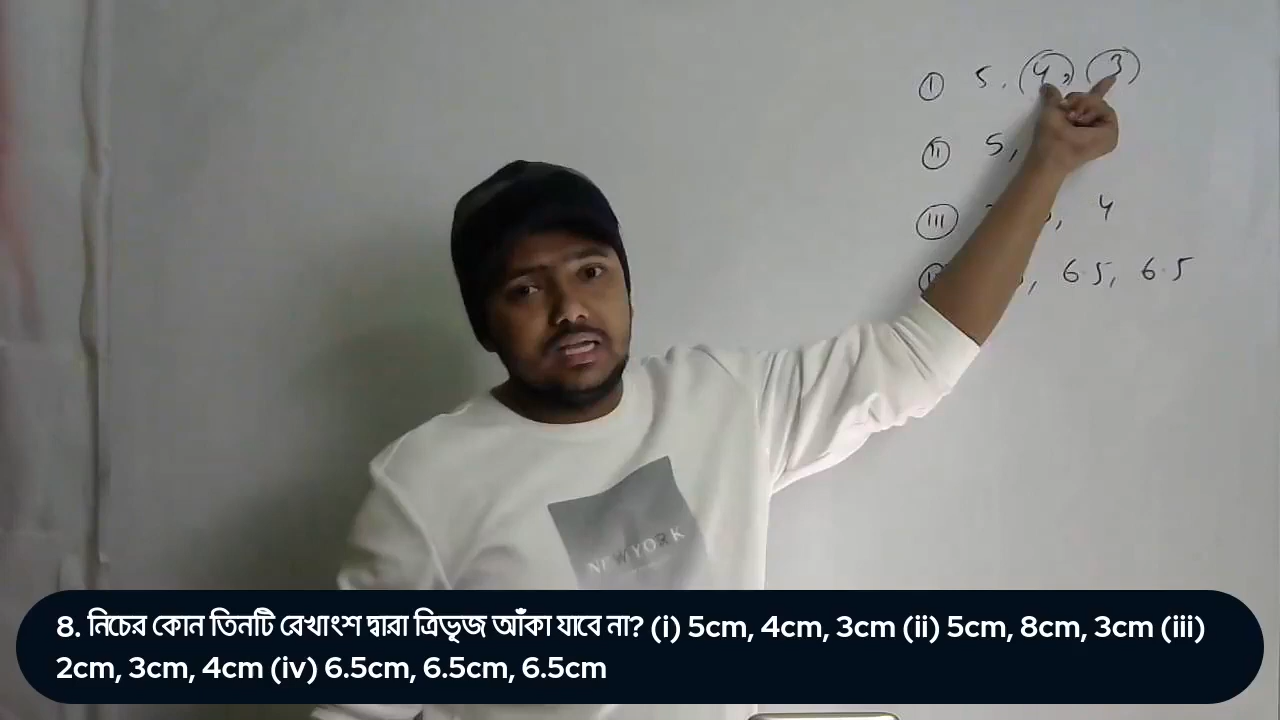 (i) 5, (4), (3)
(ii) 5,
(iii) , 4
, 6.5, 6.5
NEW YORK
8. নিচের কোন তিনটি রেখাংশ দ্বারা ত্রিভূজ আঁকা যাবে না? (i) 5cm, 4cm, 3cm (ii) 5cm, 8cm, 3cm (iii)
2cm, 3cm, 4cm (iv) 6.5cm, 6.5cm, 6.5cm